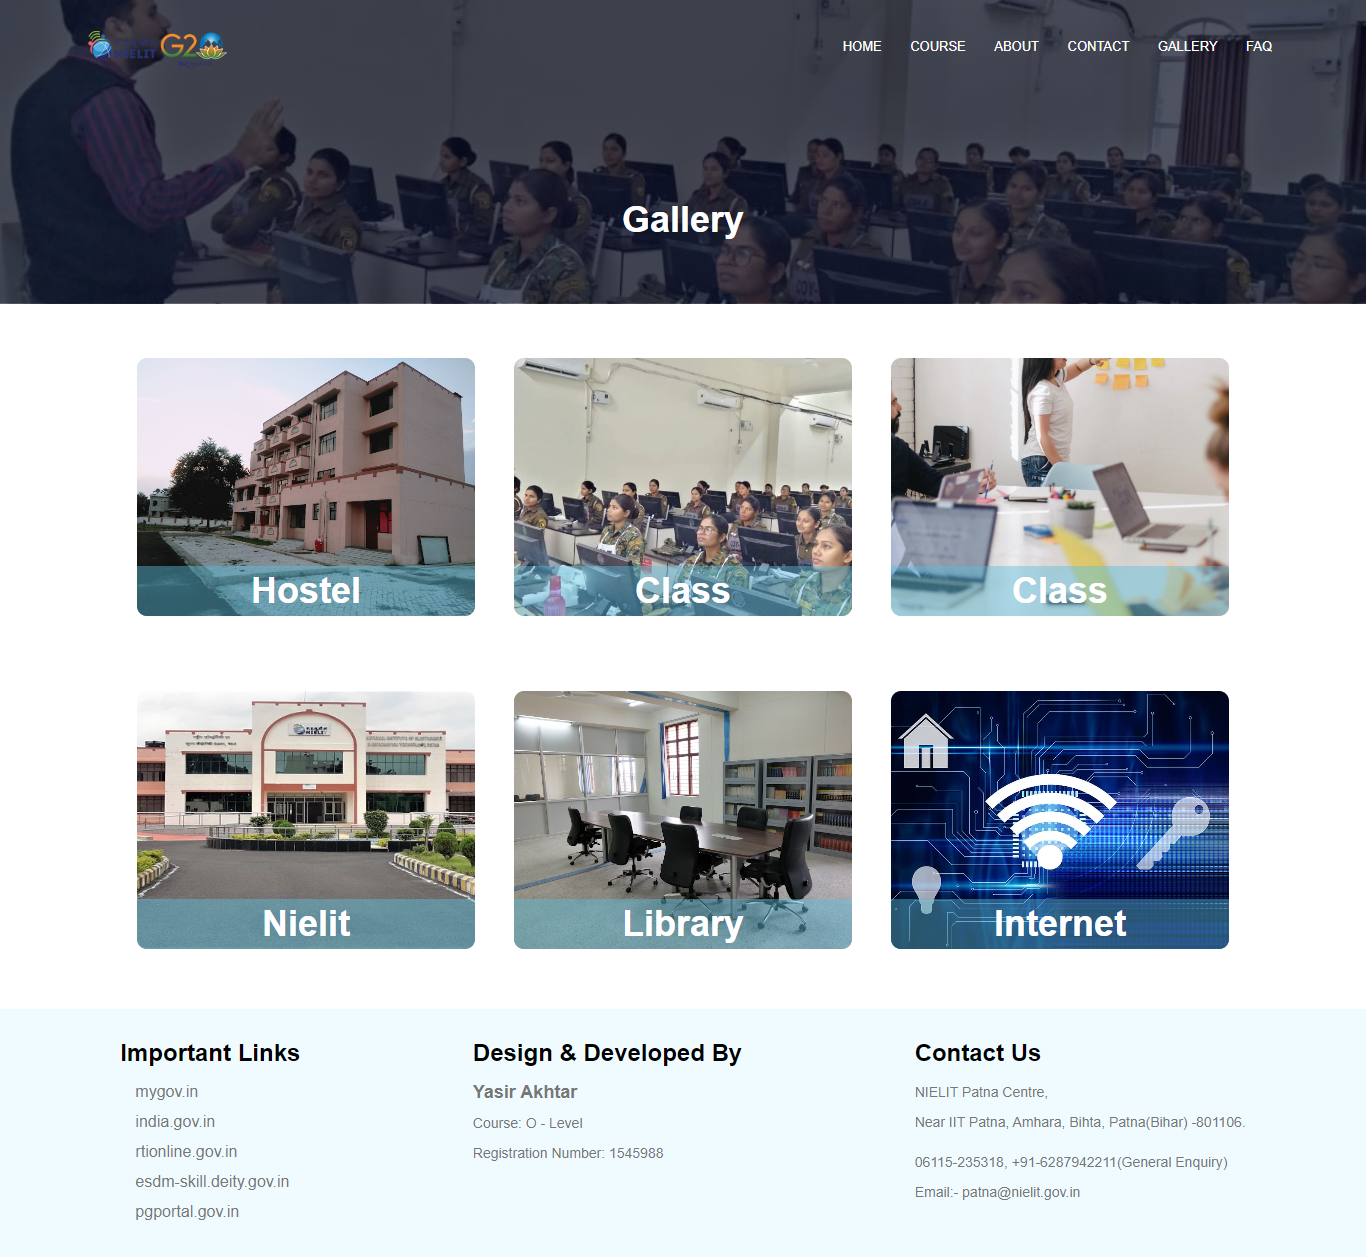 NIELIT G20
HOME COURSE ABOUT CONTACT GALLERY FAQ
Gallery
Hostel
Class
Class
NIELIT
Nielit
Library
Internet
Important Links
mygov.in
india.gov.in
rtionline.gov.in
esdm-skill.deity.gov.in
pgportal.gov.in
Design & Developed By
Yasir Akhtar
Course: O - Level
Registration Number: 1545988
Contact Us
NIELIT Patna Centre,
Near IIT Patna, Amhara, Bihta, Patna(Bihar) -801106.
06115-235318, +91-6287942211(General Enquiry)
Email:- patna@nielit.gov.in